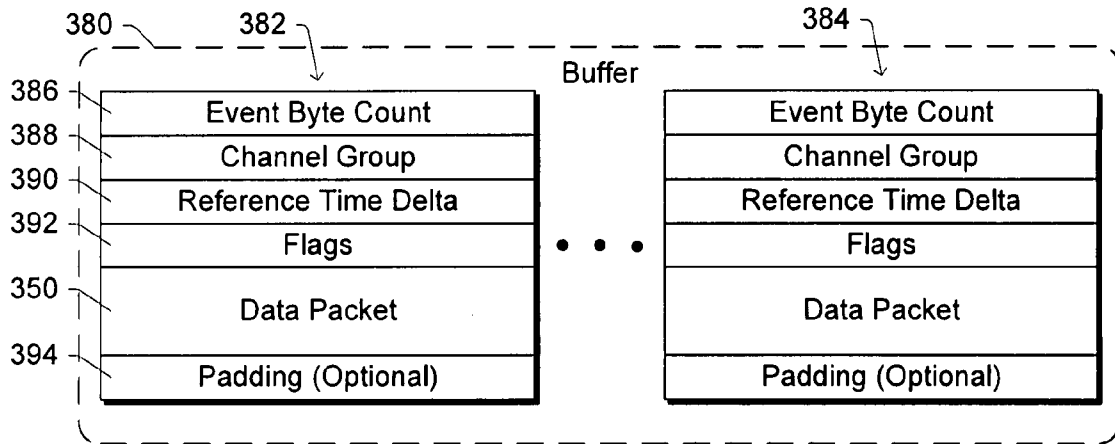 380
382
384
Buffer
386
Event Byte Count
Event Byte Count
388
Channel Group
Channel Group
390
Reference Time Delta
Reference Time Delta
392
Flags
Flags
350
Data Packet
Data Packet
394
Padding (Optional)
Padding (Optional)